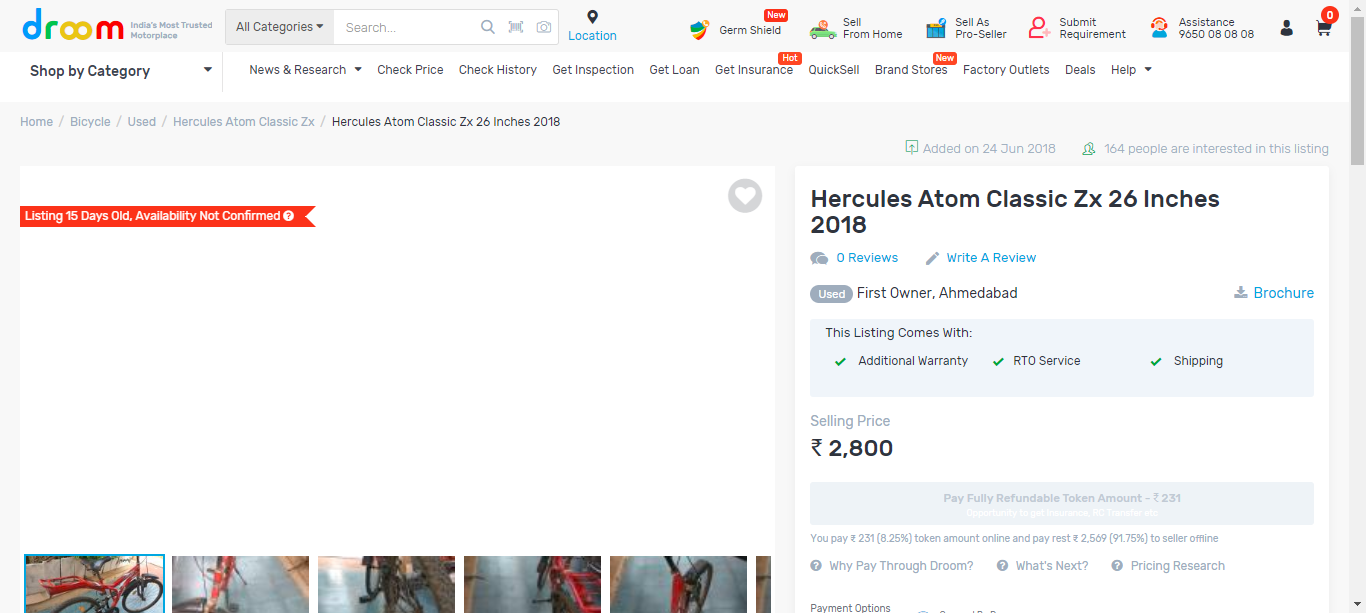 droom
India's Most Trusted
Motorplace
All Categories
Search...
Location
New
Germ Shield
Sell
From Home
Sell As
Pro-Seller
Submit
Requirement
Assistance
9650 08 08 08
0
Shop by Category
News & Research
Check Price
Check History
Get Inspection
Get Loan
Get Insurance
Hot
QuickSell
Brand Stores
New
Factory Outlets
Deals
Help
Home / Bicycle / Used / Hercules Atom Classic Zx / Hercules Atom Classic Zx 26 Inches 2018
Added on 24 Jun 2018
164 people are interested in this listing
Listing 15 Days Old, Availability Not Confirmed ?
Hercules Atom Classic Zx 26 Inches
2018
0 Reviews
Write A Review
Used First Owner, Ahmedabad
Brochure
This Listing Comes With:
Additional Warranty
RTO Service
Shipping
Selling Price
₹ 2,800
Pay Fully Refundable Token Amount - ₹ 231
Opportunity to get Insurance, RC Transfer etc.
You pay ₹ 231 (8.25%) token amount online and pay rest ₹ 2,569 (91.75%) to seller offline
? Why Pay Through Droom?
? What's Next?
? Pricing Research
Payment Options